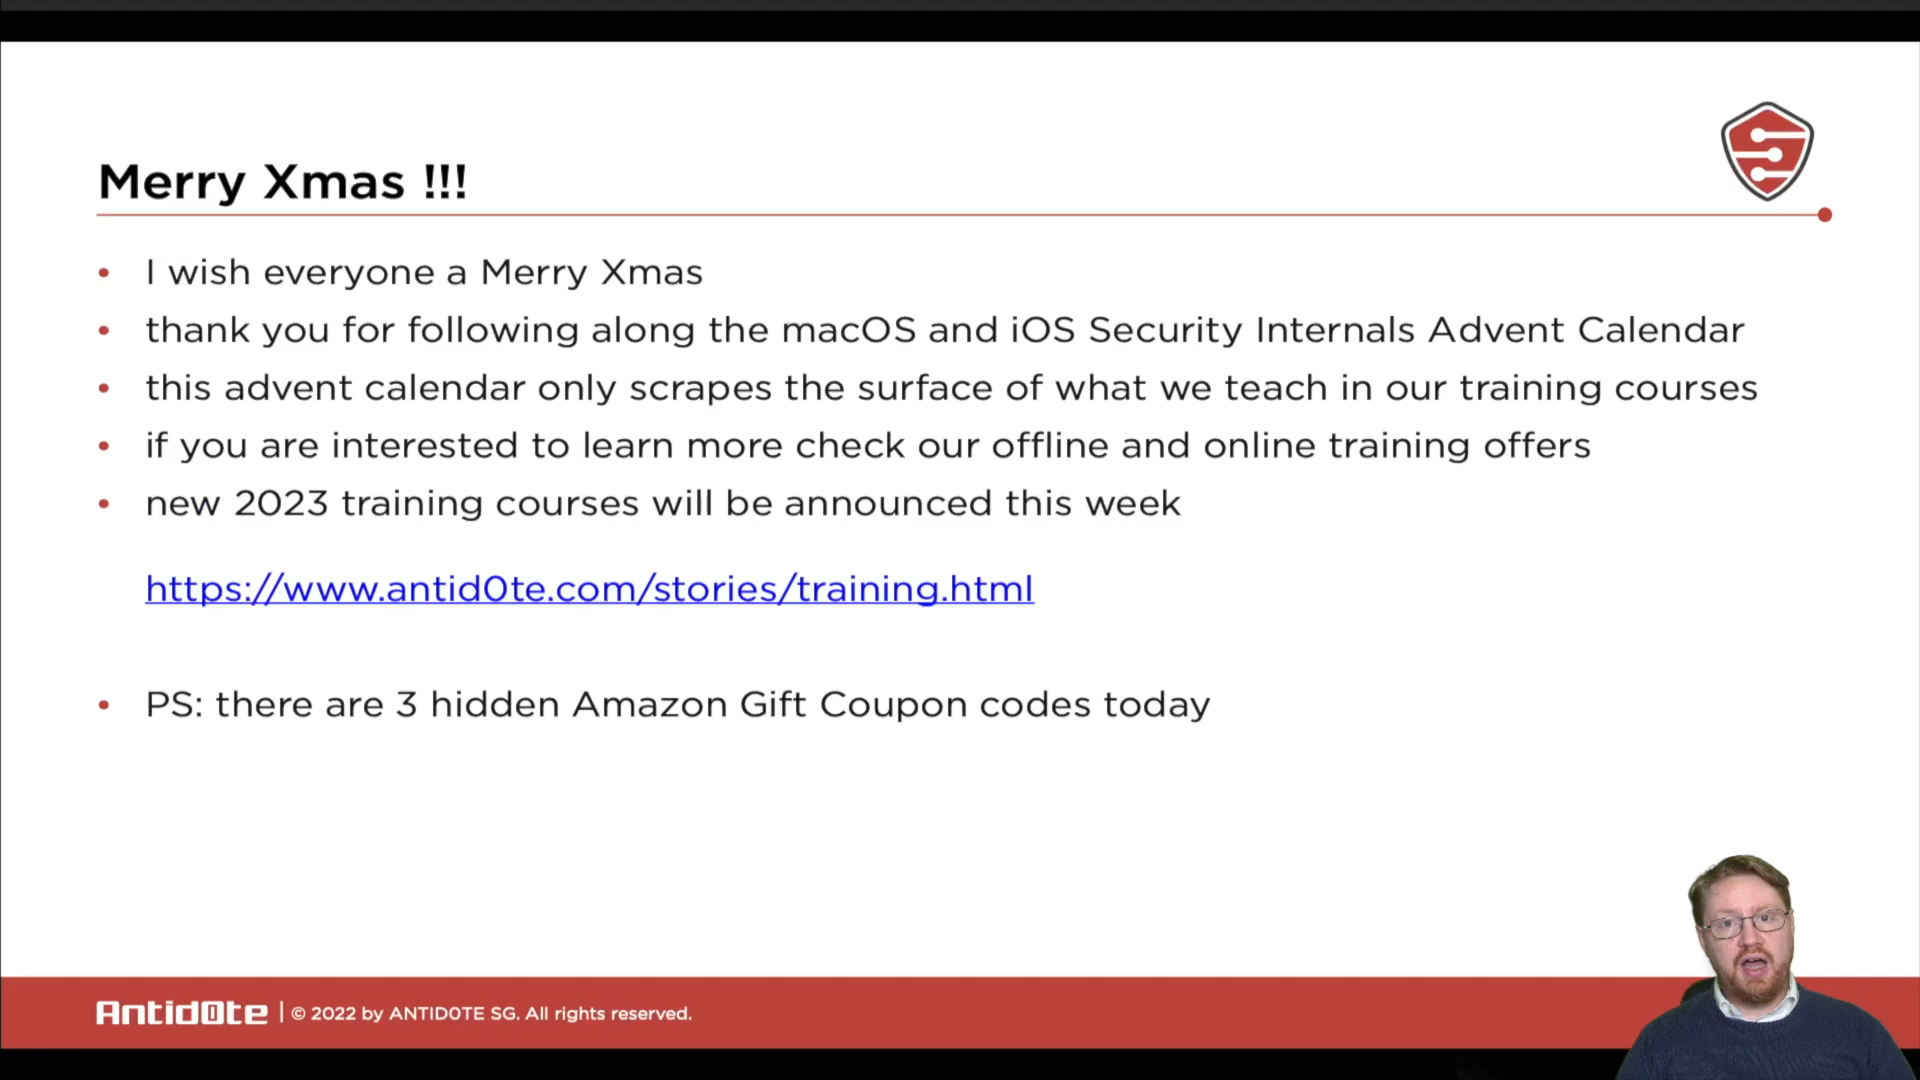 Merry Xmas !!!
• I wish everyone a Merry Xmas
• thank you for following along the macOS and iOS Security Internals Advent Calendar
• this advent calendar only scrapes the surface of what we teach in our training courses
• if you are interested to learn more check our offline and online training offers
• new 2023 training courses will be announced this week
https://www.antid0te.com/stories/training.html
• PS: there are 3 hidden Amazon Gift Coupon codes today
Antid0te | © 2022 by ANTID0TE SG. All rights reserved.